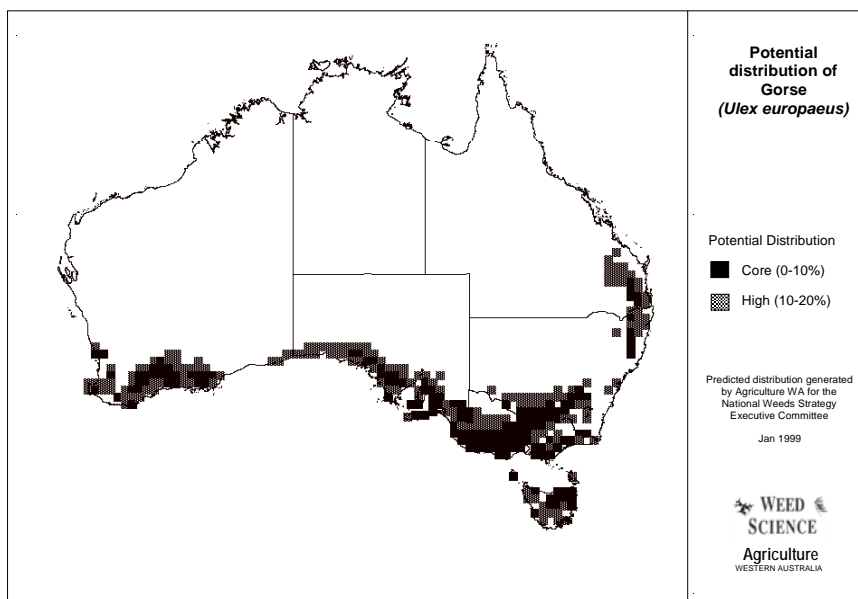 Potential
distribution of
Gorse
(Ulex europaeus)
Potential Distribution
Core (0-10%)
High (10-20%)
Predicted distribution generated
by Agriculture WA for the
National Weeds Strategy
Executive Committee
Jan 1999
WEED
SCIENCE
Agriculture
WESTERN AUSTRALIA